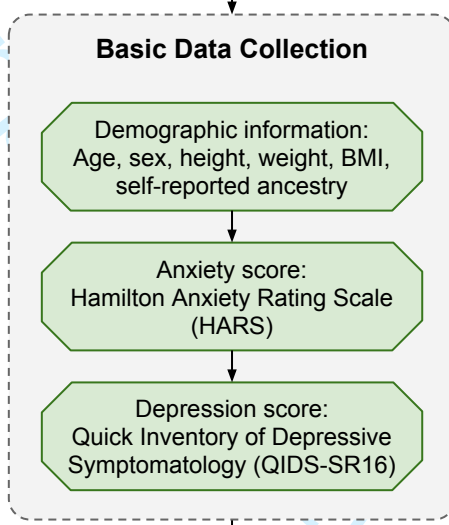 Basic Data Collection
Demographic information:
Age, sex, height, weight, BMI,
self-reported ancestry
Anxiety score:
Hamilton Anxiety Rating Scale
(HARS)
Depression score:
Quick Inventory of Depressive
Symptomatology (QIDS-SR16)